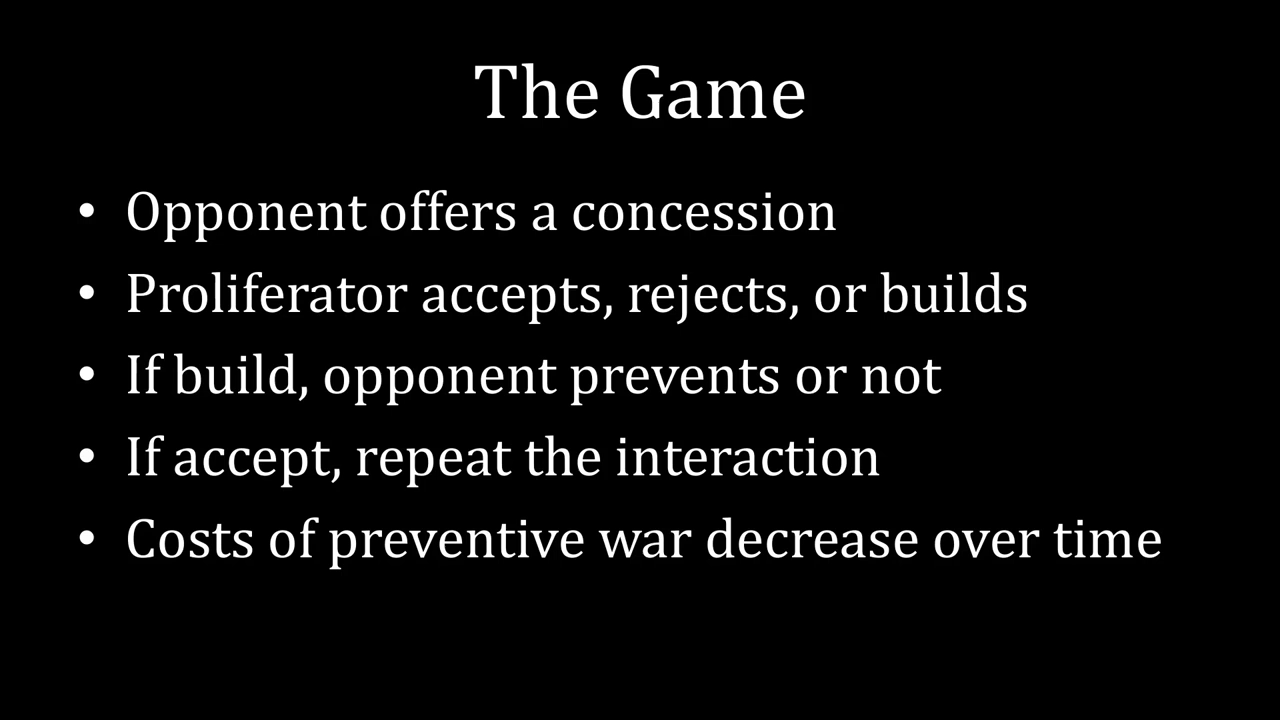 The Game
• Opponent offers a concession
• Proliferator accepts, rejects, or builds
• If build, opponent prevents or not
• If accept, repeat the interaction
• Costs of preventive war decrease over time